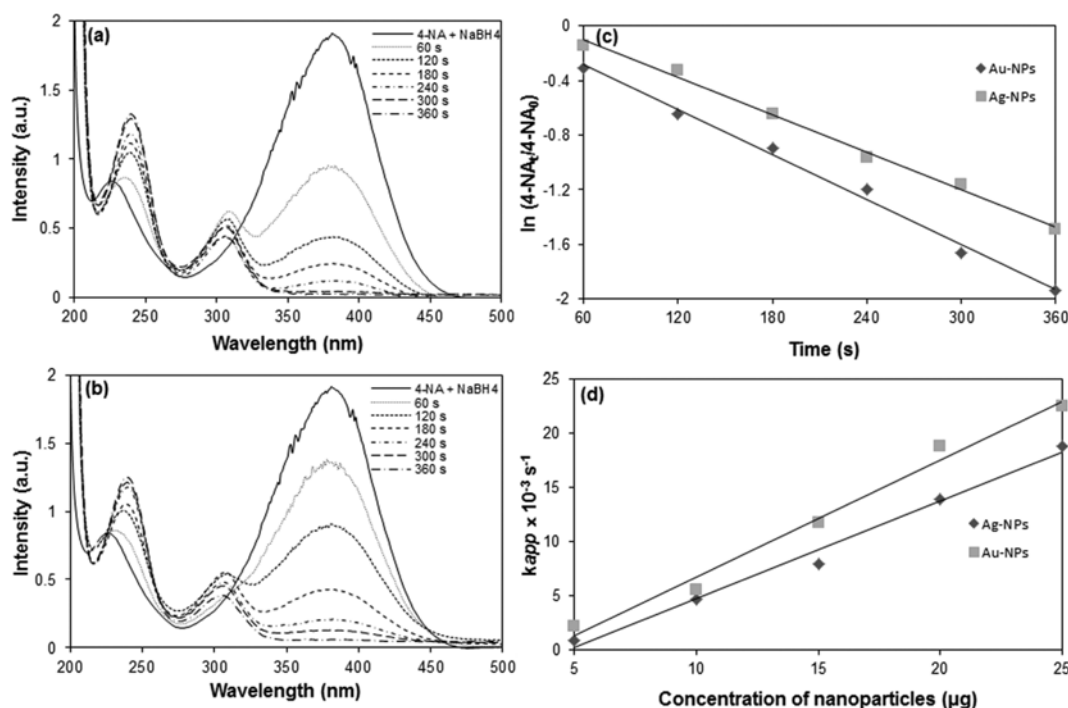 (a)
Intensity (a.u.)
2
1.5
1
0.5
0
200 250 300 350 400 450 500
Wavelength (nm)
4-NA + NaBH4
60 s
120 s
180 s
240 s
300 s
360 s
(c)
ln (4-NAt/4-NA0)
0
-0.4
-0.8
-1.2
-1.6
-2
60 120 180 240 300 360
Time (s)
Au-NPs
Ag-NPs
(b)
Intensity (a.u.)
2
1.5
1
0.5
0
200 250 300 350 400 450 500
Wavelength (nm)
4-NA + NaBH4
60 s
120 s
180 s
240 s
300 s
360 s
(d)
kapp × 10-3 s-1
25
20
15
10
5
0
5 10 15 20 25
Concentration of nanoparticles (µg)
Ag-NPs
Au-NPs